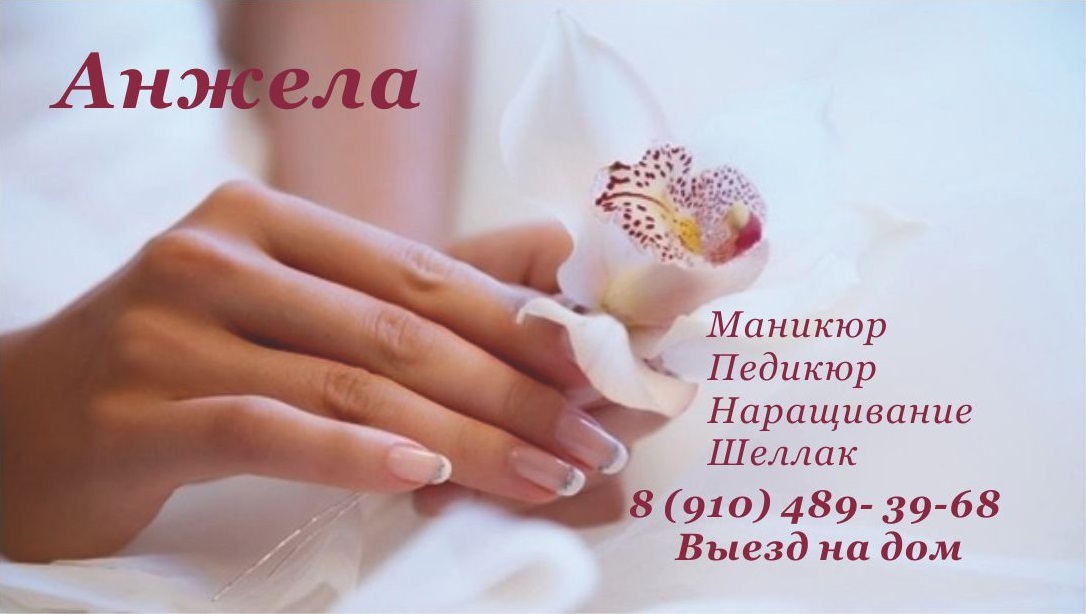 Анжела
Маникюр
Педикюр
Наращивание
Шеллак
8 (910) 489- 39-68
Выезд на дом